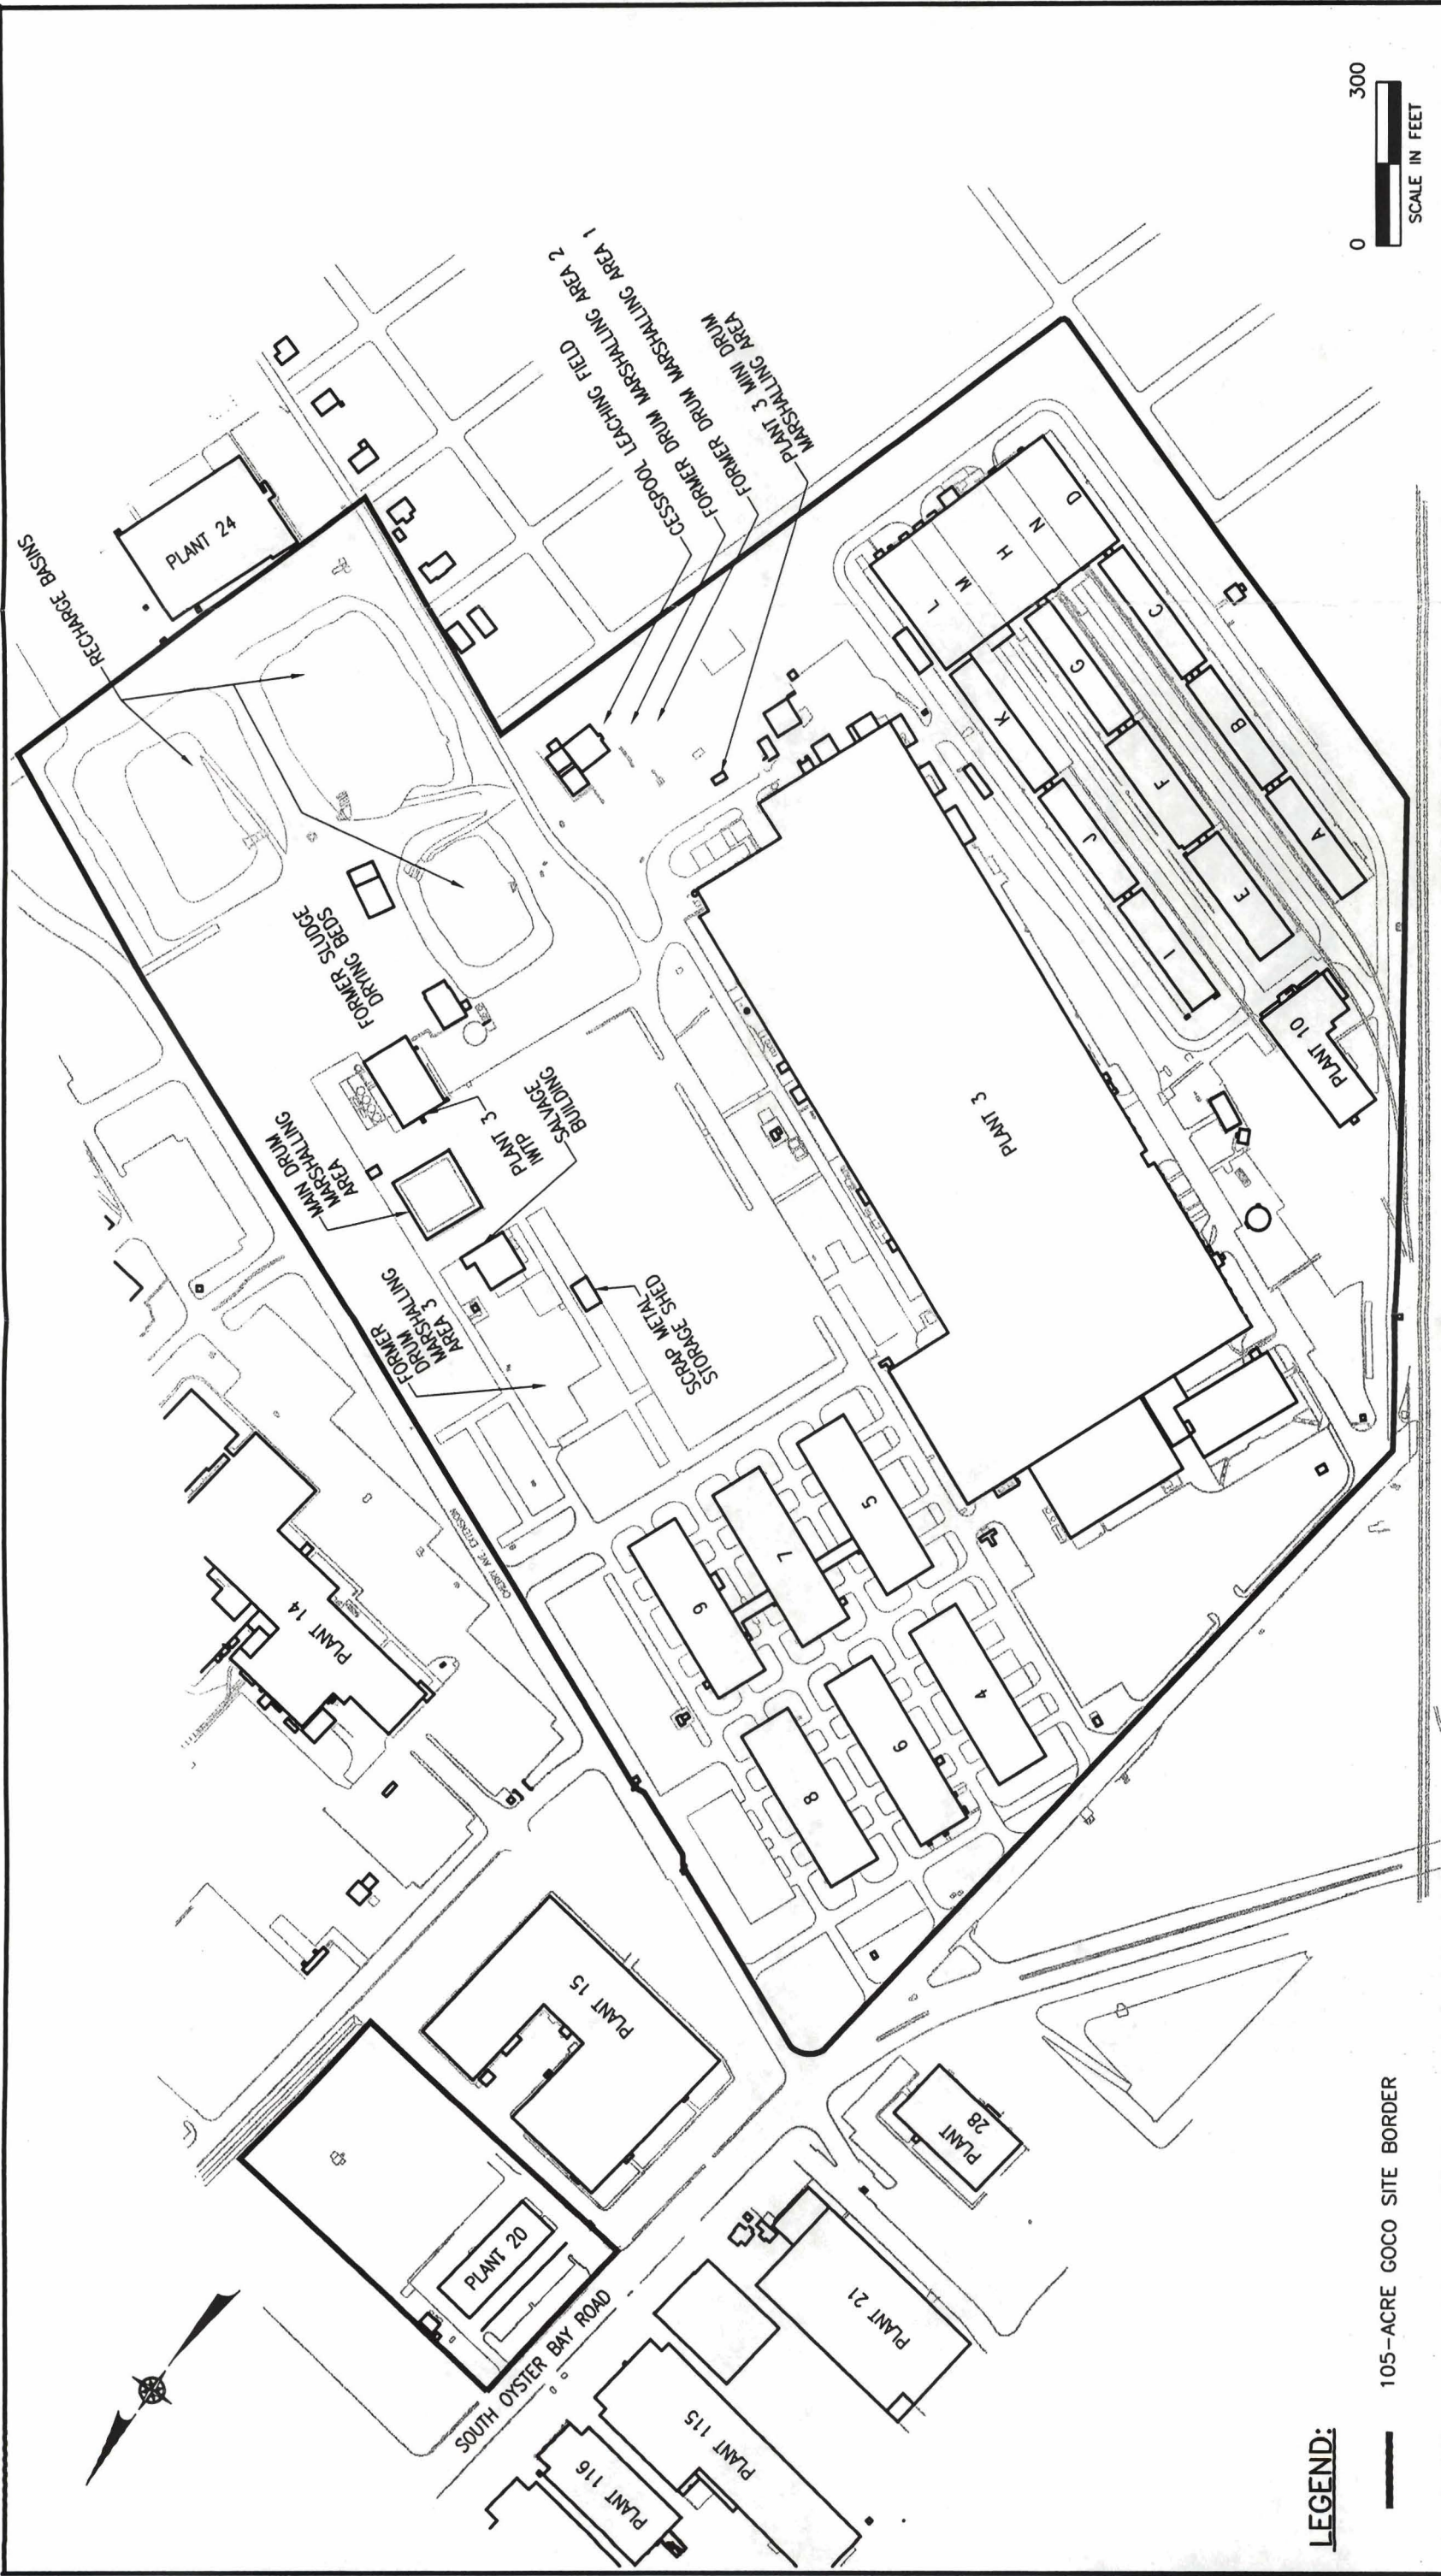 RECHARGE BASINS
PLANT 24
FORMER SLUDGE
DRYING BEDS
MAIN DRUM
MARSHALLING
AREA
PLANT 3
IWTP
SALVAGE
BUILDING
FORMER
DRUM
MARSHALLING
AREA 3
SCRAP METAL
STORAGE SHED
CESSPOOL LEACHING FIELD
FORMER DRUM MARSHALLING AREA 2
FORMER DRUM MARSHALLING AREA 1
PLANT 3 MINI DRUM
MARSHALLING AREA
PLANT 3
L
M
H
N
D
K
G
C
J
F
B
I
E
A
PLANT 10
PLANT 14
CHERRY AVE. EXTENSION
9
7
5
8
6
4
PLANT 15
PLANT 20
SOUTH OYSTER BAY ROAD
PLANT
28
PLANT 21
PLANT 115
PLANT 116
LEGEND:
105-ACRE GOCO SITE BORDER
0
300
SCALE IN FEET